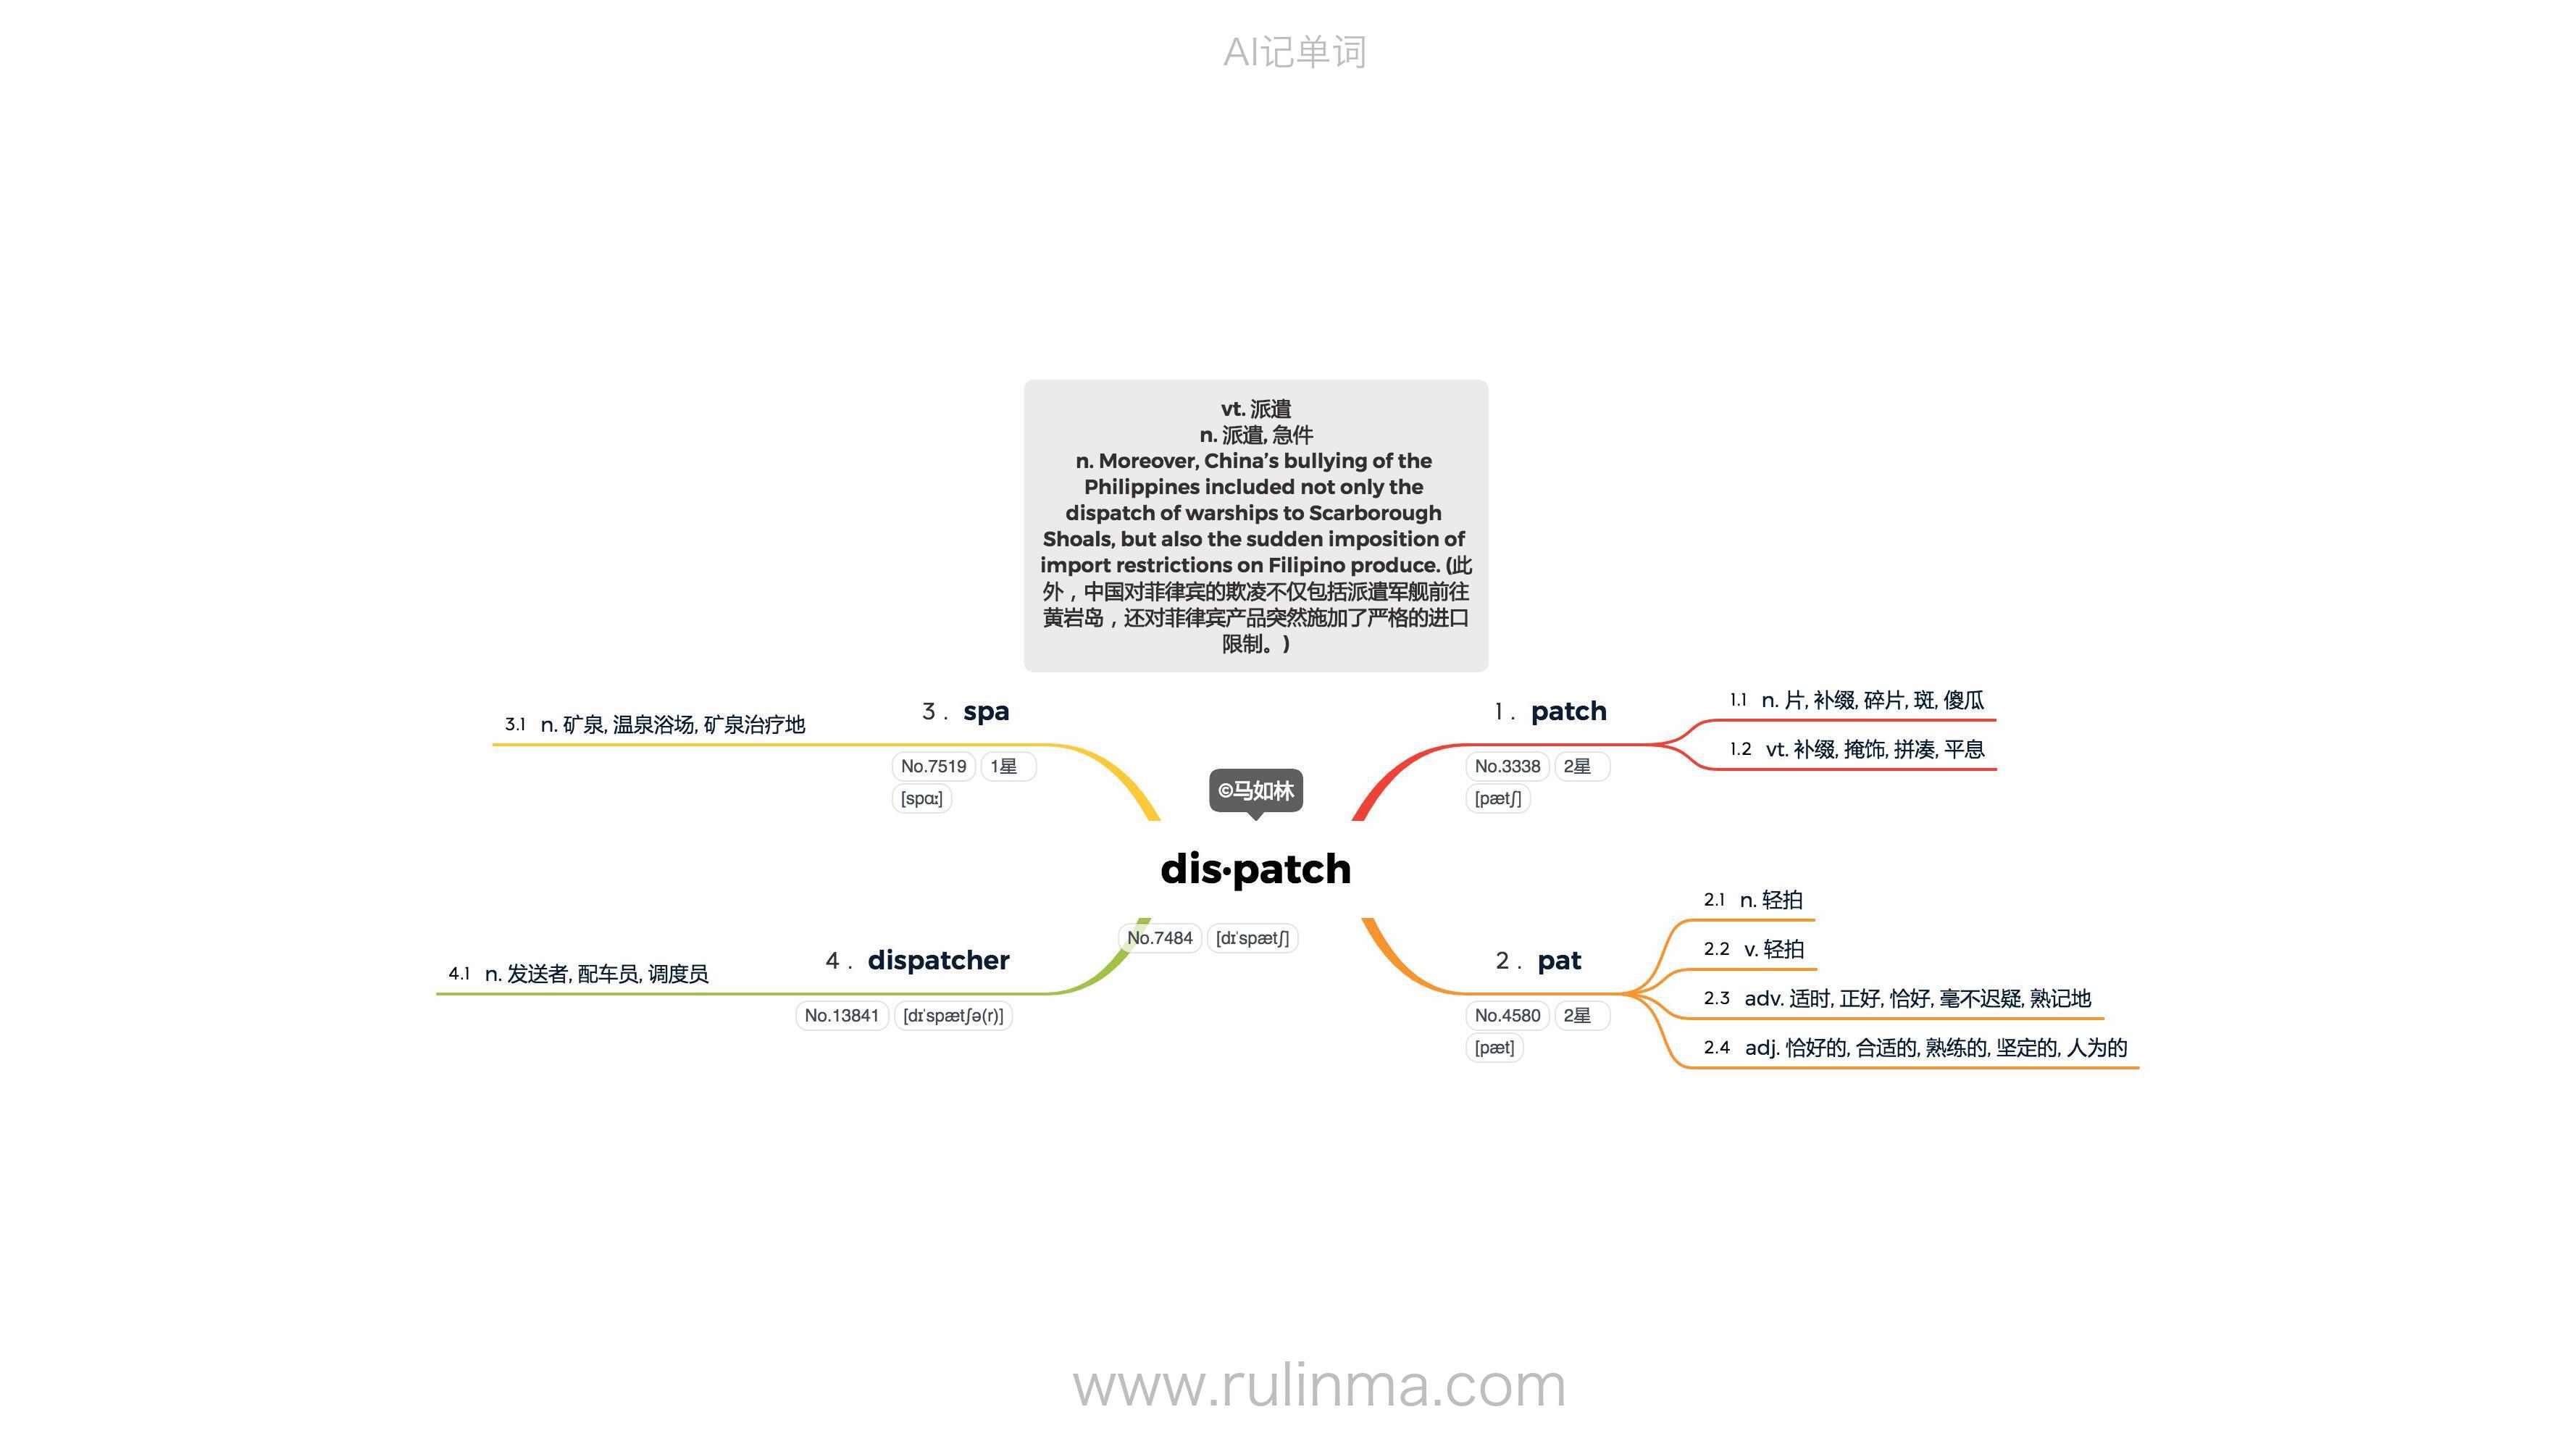 AI记单词
vt. 派遣
n. 派遣, 急件
n. Moreover, China’s bullying of the
Philippines included not only the
dispatch of warships to Scarborough
Shoals, but also the sudden imposition of
import restrictions on Filipino produce. (此
外，中国对菲律宾的欺凌不仅包括派遣军舰前往
黄岩岛，还对菲律宾产品突然施加了严格的进口
限制。)
©马如林
dis·patch
No.7484 [dɪˈspætʃ]
1. patch
No.3338 2星
[pætʃ]
1.1 n. 片, 补缀, 碎片, 斑, 傻瓜
1.2 vt. 补缀, 掩饰, 拼凑, 平息
2. pat
No.4580 2星
[pæt]
2.1 n. 轻拍
2.2 v. 轻拍
2.3 adv. 适时, 正好, 恰好, 毫不迟疑, 熟记地
2.4 adj. 恰好的, 合适的, 熟练的, 坚定的, 人为的
3. spa
No.7519 1星
[spɑː]
3.1 n. 矿泉, 温泉浴场, 矿泉治疗地
4. dispatcher
No.13841 [dɪˈspætʃə(r)]
4.1 n. 发送者, 配车员, 调度员
www.rulinma.com